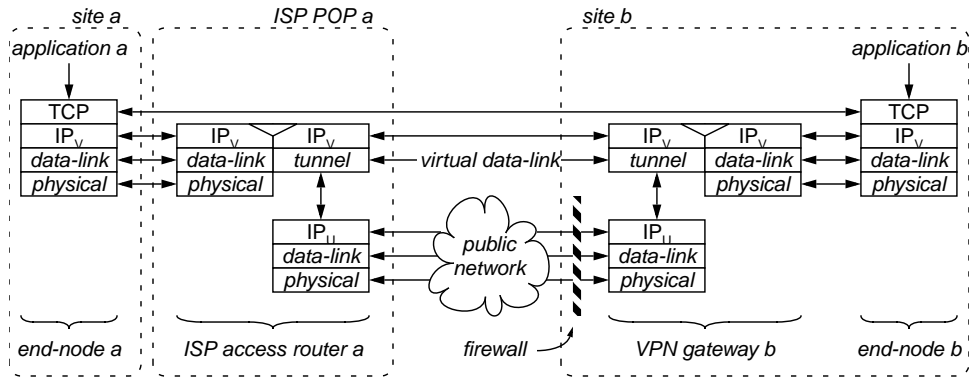 site a ISP POP a site b
application a application b
TCP TCP
IPV IPV IPV IPV IPV IPV
data-link data-link tunnel virtual data-link tunnel data-link data-link
physical physical physical physical
IPU public IPU
data-link network data-link
physical physical
end-node a ISP access router a firewall VPN gateway b end-node b